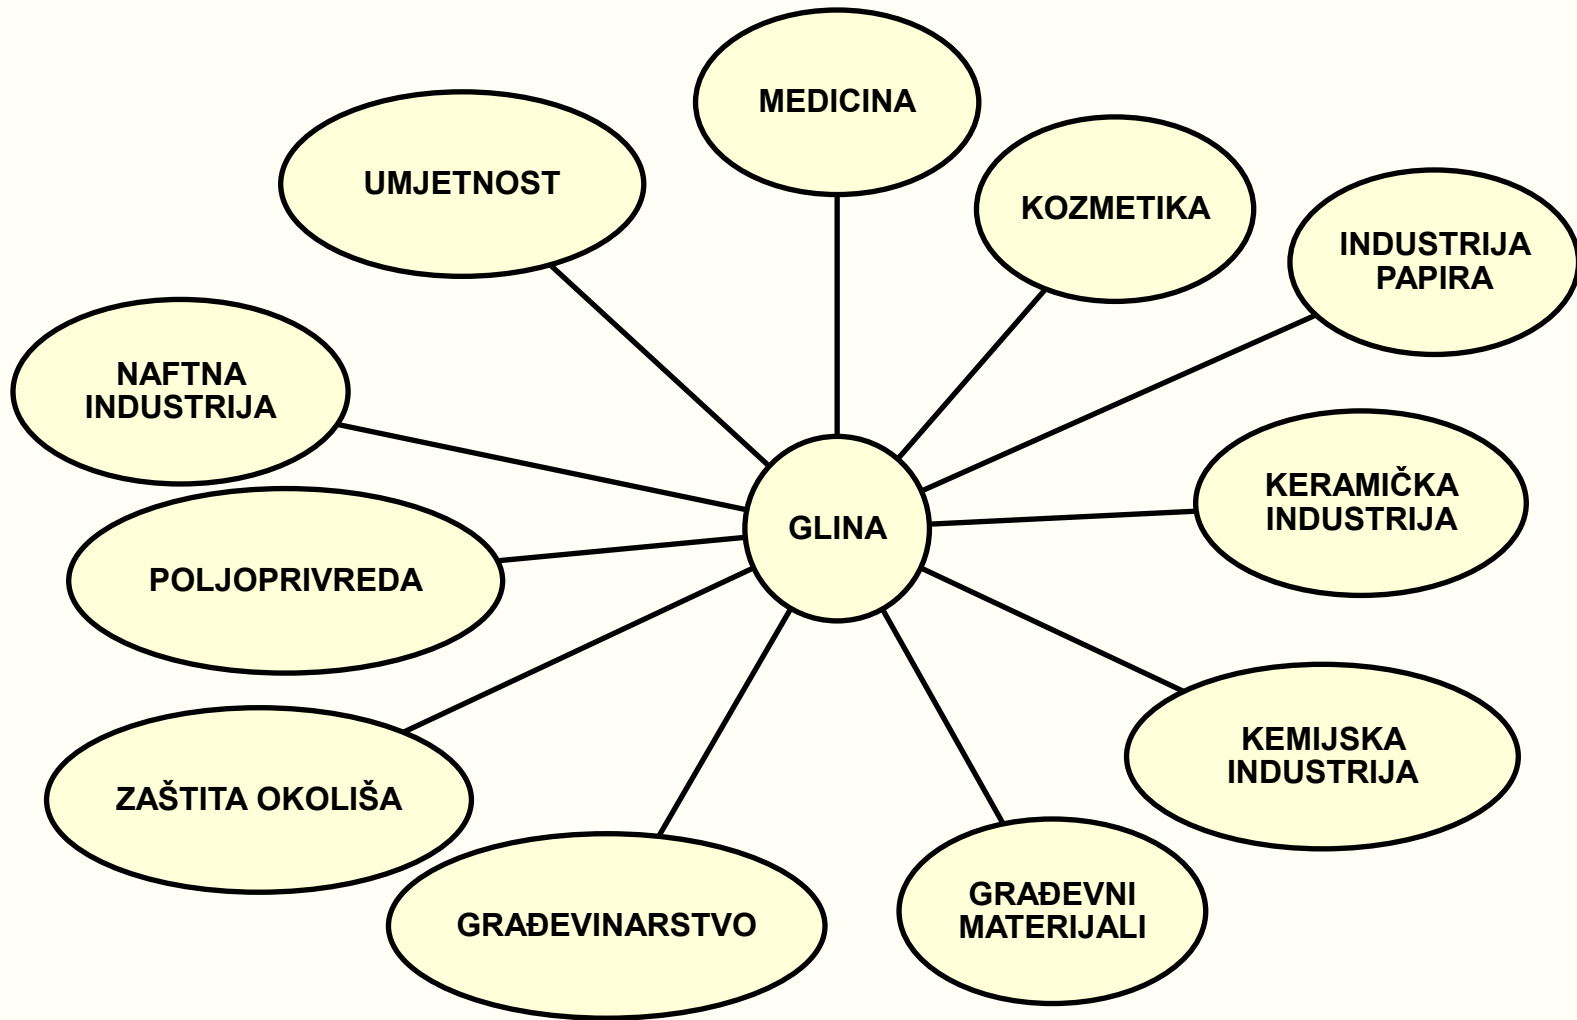 MEDICINA
UMJETNOST
KOZMETIKA
INDUSTRIJA
PAPIRA
NAFTNA
INDUSTRIJA
KERAMIČKA
INDUSTRIJA
GLINA
POLJOPRIVREDA
KEMIJSKA
INDUSTRIJA
ZAŠTITA OKOLIŠA
GRAĐEVNI
MATERIJALI
GRAĐEVINARSTVO